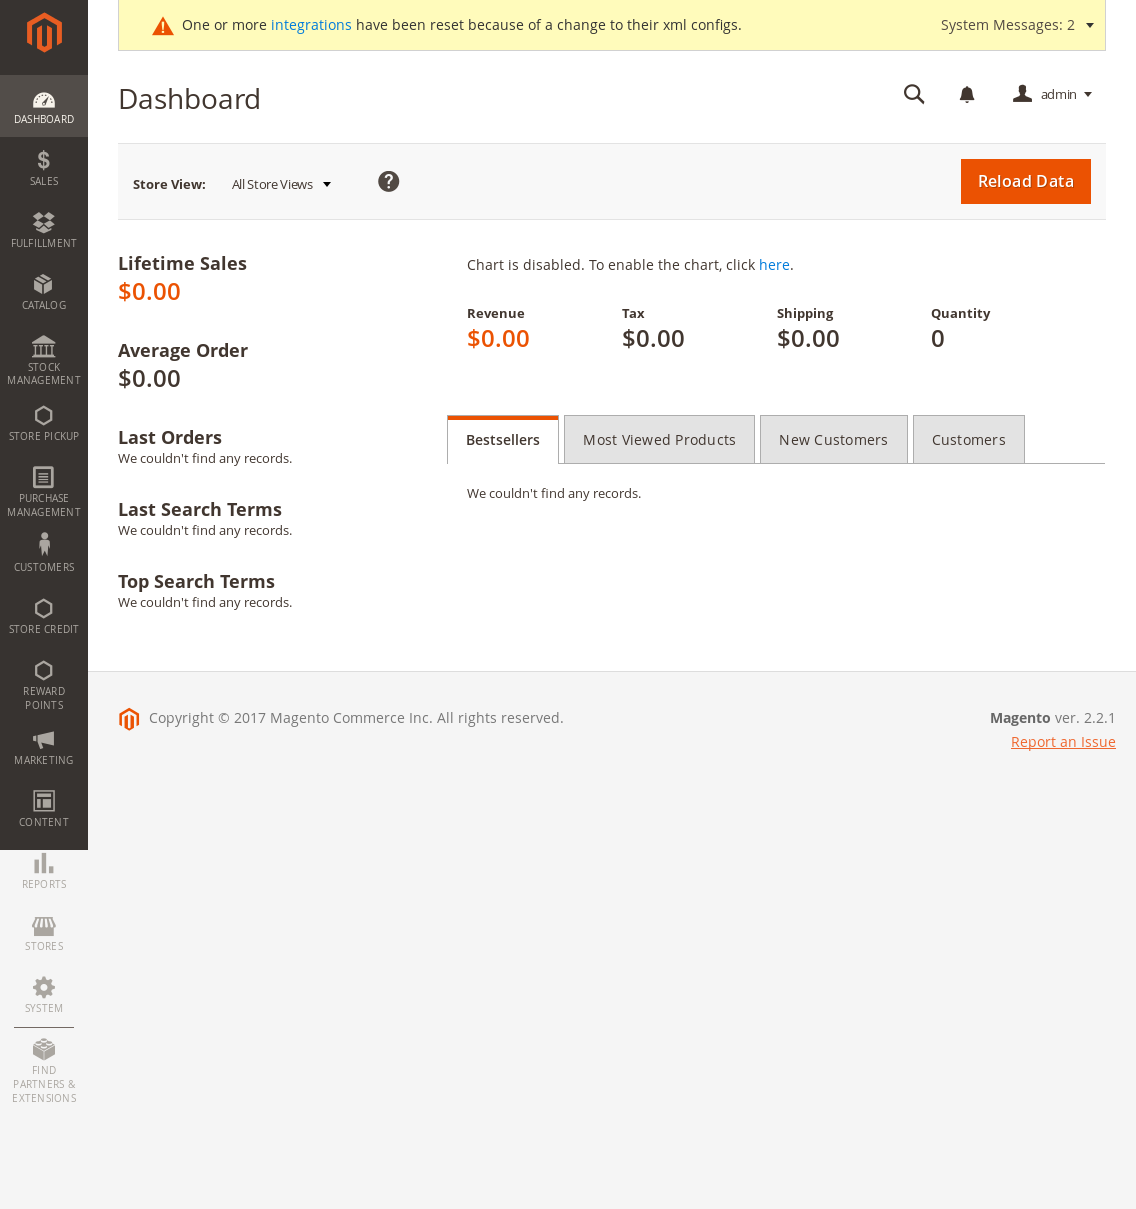 One or more integrations have been reset because of a change to their xml configs.
System Messages: 2
Dashboard
admin
Store View:
All Store Views
?
Reload Data
DASHBOARD
$
SALES
FULFILLMENT
CATALOG
STOCK
MANAGEMENT
STORE PICKUP
PURCHASE
MANAGEMENT
CUSTOMERS
STORE CREDIT
REWARD
POINTS
MARKETING
CONTENT
REPORTS
STORES
SYSTEM
FIND
PARTNERS &
EXTENSIONS
Lifetime Sales
$0.00
Average Order
$0.00
Last Orders
We couldn't find any records.
Last Search Terms
We couldn't find any records.
Top Search Terms
We couldn't find any records.
Chart is disabled. To enable the chart, click here.
Revenue
$0.00
Tax
$0.00
Shipping
$0.00
Quantity
0
Bestsellers
Most Viewed Products
New Customers
Customers
We couldn't find any records.
Copyright © 2017 Magento Commerce Inc. All rights reserved.
Magento ver. 2.2.1
Report an Issue